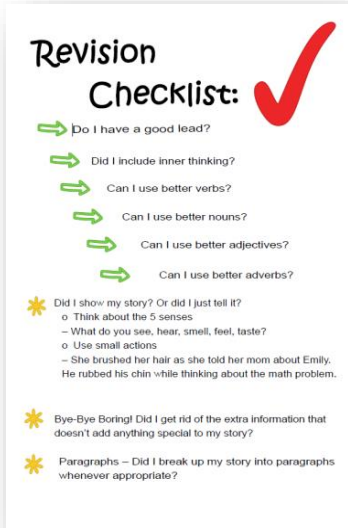 Revision
Checklist:
Do I have a good lead?
Did I include inner thinking?
Can I use better verbs?
Can I use better nouns?
Can I use better adjectives?
Can I use better adverbs?
Did I show my story? Or did I just tell it?
o Think about the 5 senses
– What do you see, hear, smell, feel, taste?
o Use small actions
– She brushed her hair as she told her mom about Emily.
He rubbed his chin while thinking about the math problem.
Bye-Bye Boring! Did I get rid of the extra information that
doesn't add anything special to my story?
Paragraphs – Did I break up my story into paragraphs
whenever appropriate?